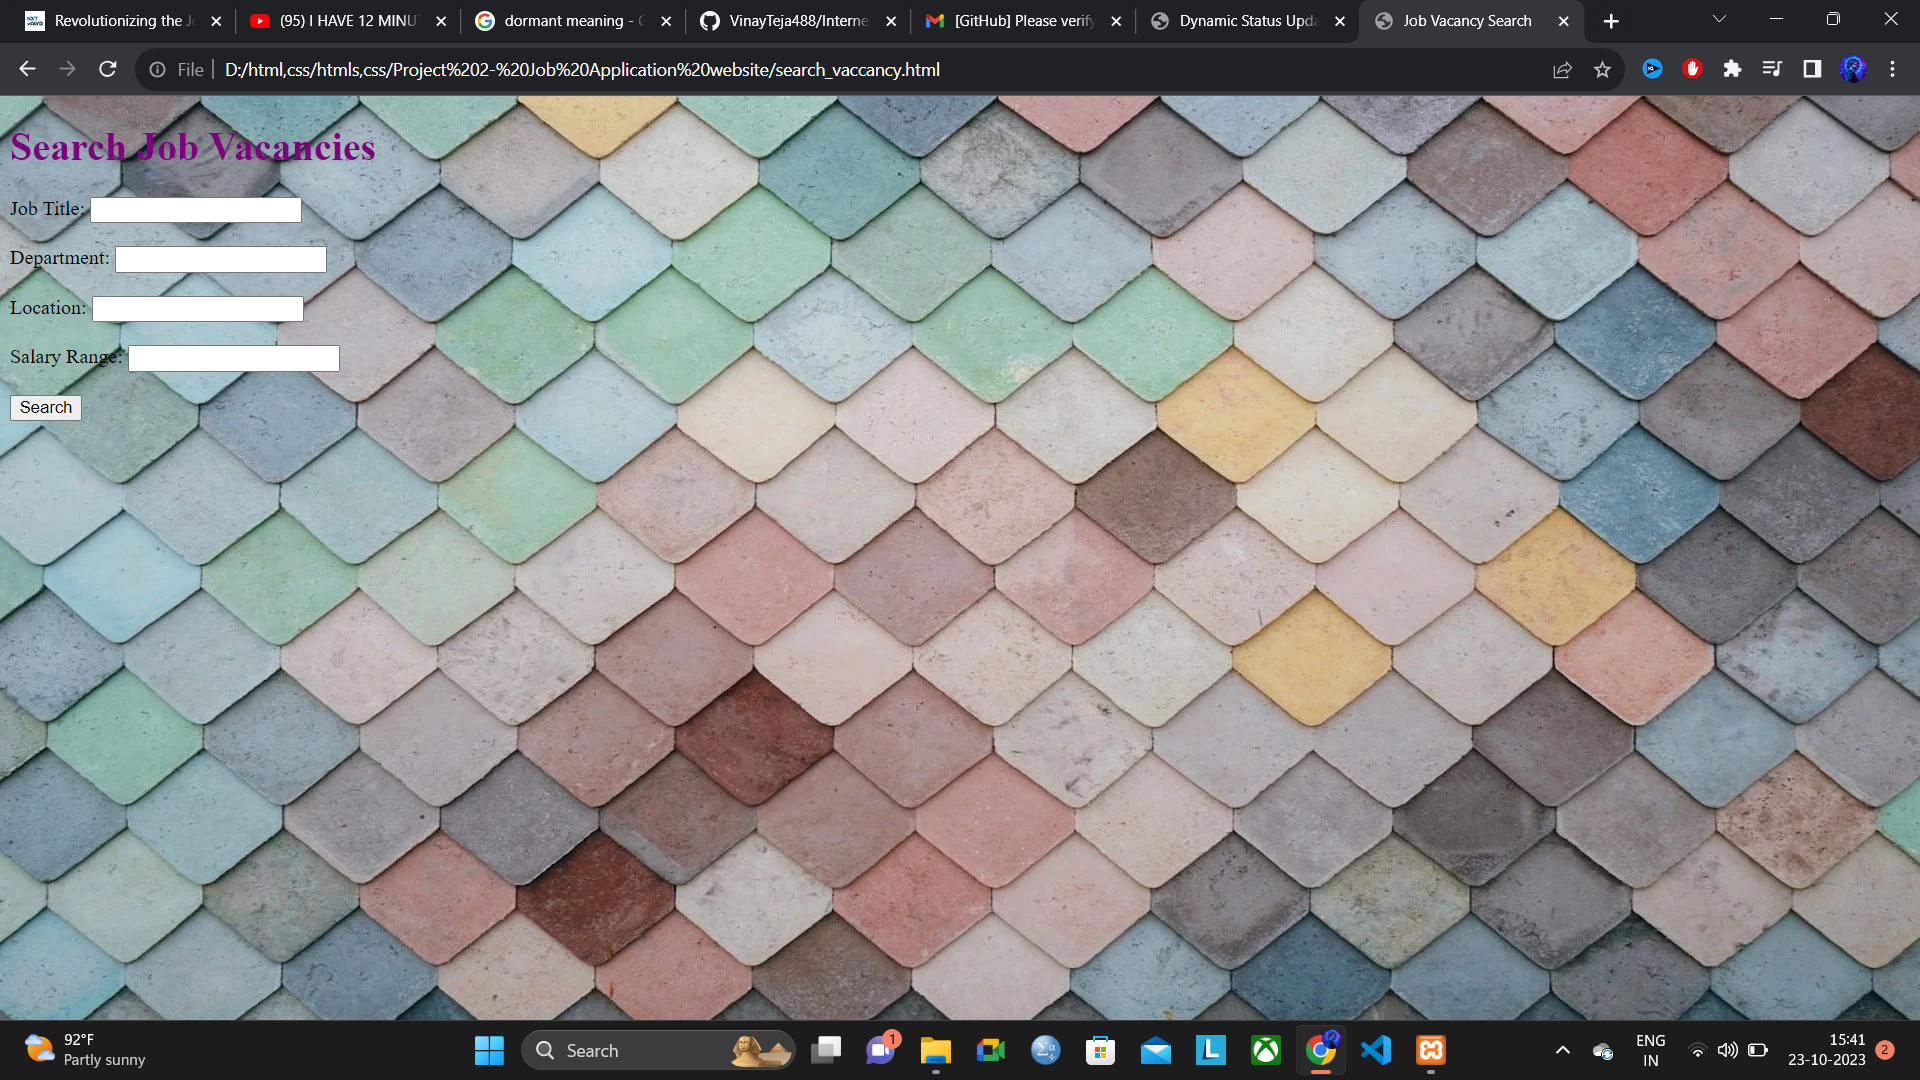 Revolutionizing the J
(95) I HAVE 12 MINU
dormant meaning - G
VinayTeja488/Interne
[GitHub] Please verify
Dynamic Status Upda
Job Vacancy Search
File
D:/html,css/htmls,css/Project%202-%20Job%20Application%20website/search_vaccancy.html
Search Job Vacancies
Job Title:
Department:
Location:
Salary Range:
Search
92°F
Partly sunny
Search
1
L
ENG
IN
15:41
23-10-2023
2